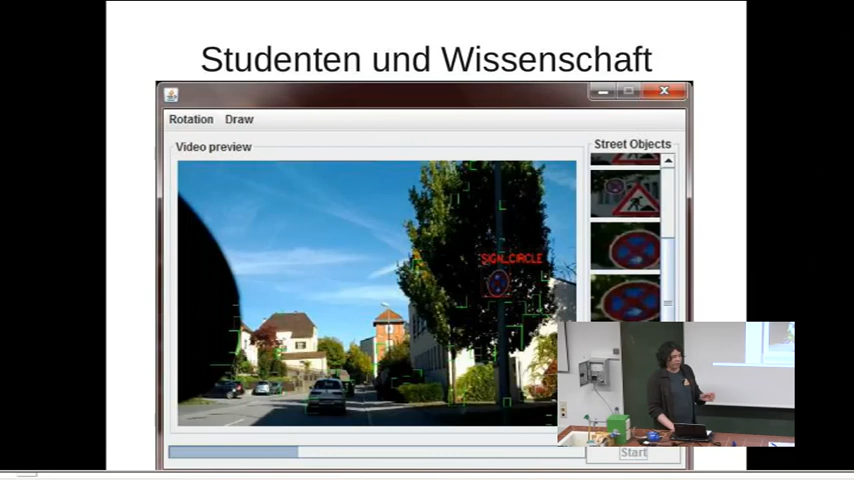 Studenten und Wissenschaft
Rotation Draw
Video preview
Street Objects
SIGN_CIRCLE
Start